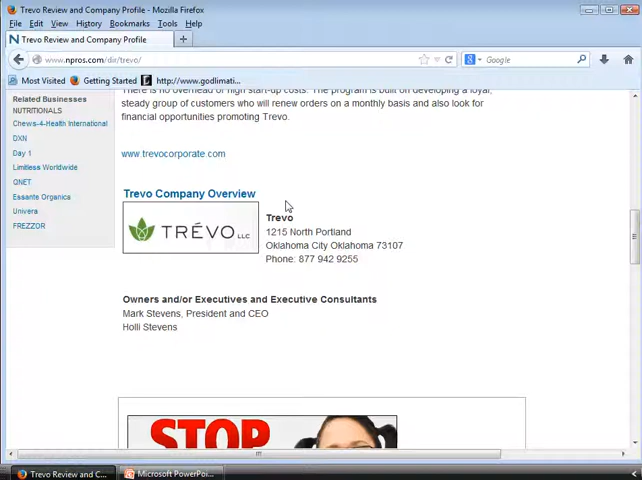 Trevo Review and Company Profile - Mozilla Firefox
File Edit View History Bookmarks Tools Help
Trevo Review and Company Profile
www.npros.com/dir/trevo/
Google
Most Visited Getting Started http://www.godlimati...
Related Businesses
NUTRITIONALS
Chews-4-Health International
DXN
Day 1
Limitless Worldwide
QNET
Essante Organics
Univera
FREZZOR
There is no overhead or high start-up costs. The program is built on developing a loyal,
steady group of customers who will renew orders on a monthly basis and also look for
financial opportunities promoting Trevo.
www.trevocorporate.com
Trevo Company Overview
TRÉVO LLC
Trevo
1215 North Portland
Oklahoma City Oklahoma 73107
Phone: 877 942 9255
Owners and/or Executives and Executive Consultants
Mark Stevens, President and CEO
Holli Stevens
STOP
Trevo Review and C...
Microsoft PowerPoi...